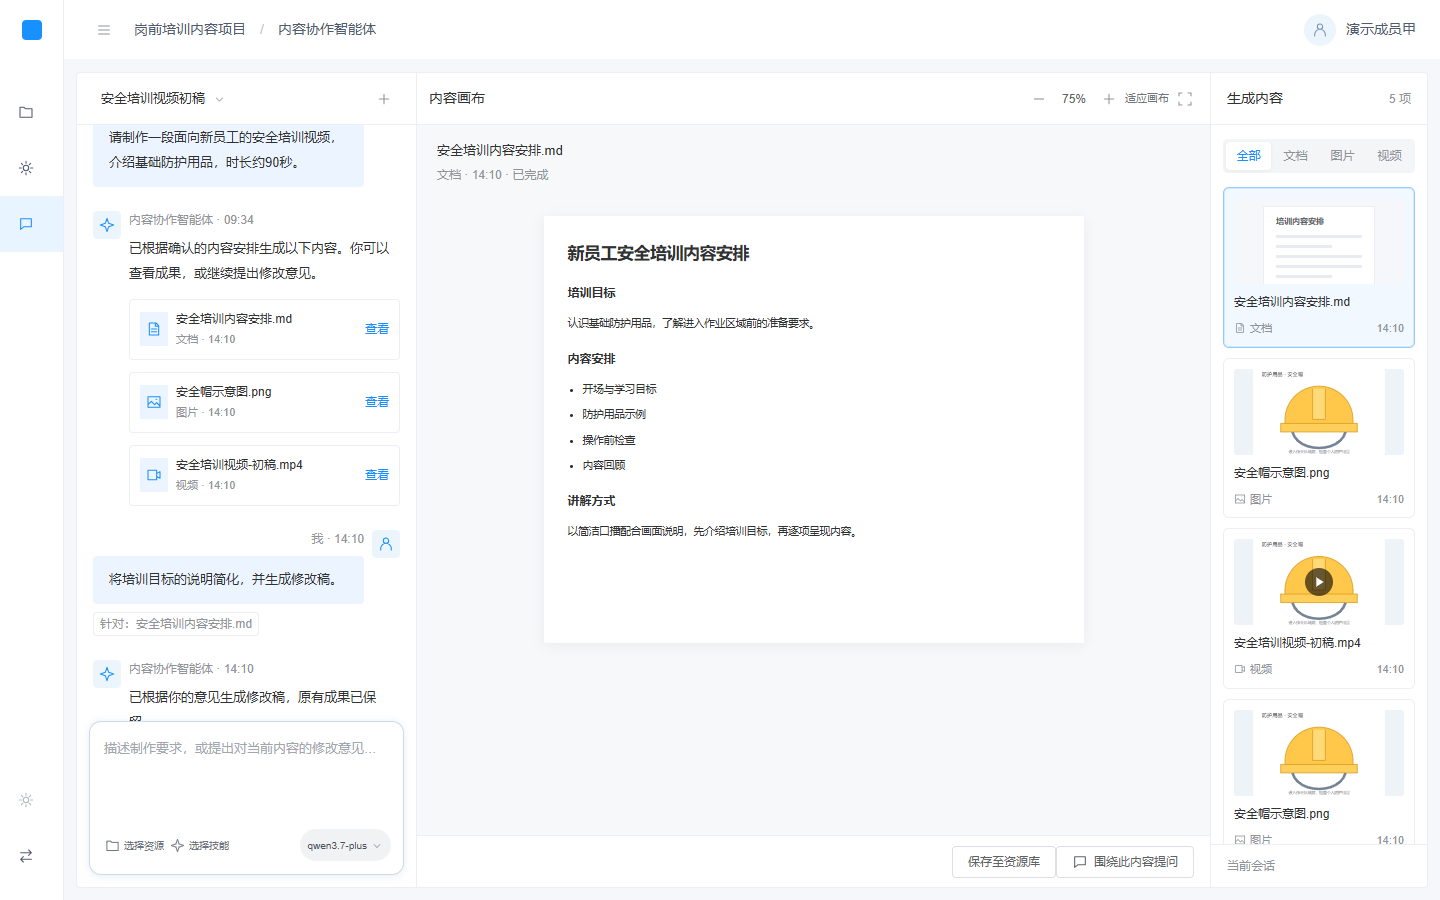 岗前培训内容项目 / 内容协作智能体
演示成员甲
安全培训视频初稿
请制作一段面向新员工的安全培训视频，
介绍基础防护用品，时长约90秒。
内容协作智能体 · 09:34
已根据确认的内容安排生成以下内容。你可以
查看成果，或继续提出修改意见。
安全培训内容安排.md
文档 · 14:10
查看
安全帽示意图.png
图片 · 14:10
查看
安全培训视频-初稿.mp4
视频 · 14:10
查看
我 · 14:10
将培训目标的说明简化，并生成修改稿。
针对：安全培训内容安排.md
内容协作智能体 · 14:10
已根据你的意见生成修改稿，原有成果已保
留
描述制作要求，或提出对当前内容的修改意见...
选择资源
选择技能
qwen3.7-plus
内容画布
75%
适应画布
安全培训内容安排.md
文档 · 14:10 · 已完成
新员工安全培训内容安排
培训目标
认识基础防护用品，了解进入作业区域前的准备要求。
内容安排
• 开场与学习目标
• 防护用品示例
• 操作前检查
• 内容回顾
讲解方式
以简洁口播配合画面说明，先介绍培训目标，再逐项呈现内容。
保存至资源库
围绕此内容提问
生成内容
5 项
全部
文档
图片
视频
培训内容安排
安全培训内容安排.md
文档
14:10
防护用品 · 安全帽
安全帽示意图.png
图片
14:10
防护用品 · 安全帽
安全培训视频-初稿.mp4
视频
14:10
防护用品 · 安全帽
安全帽示意图.png
图片
14:10
当前会话